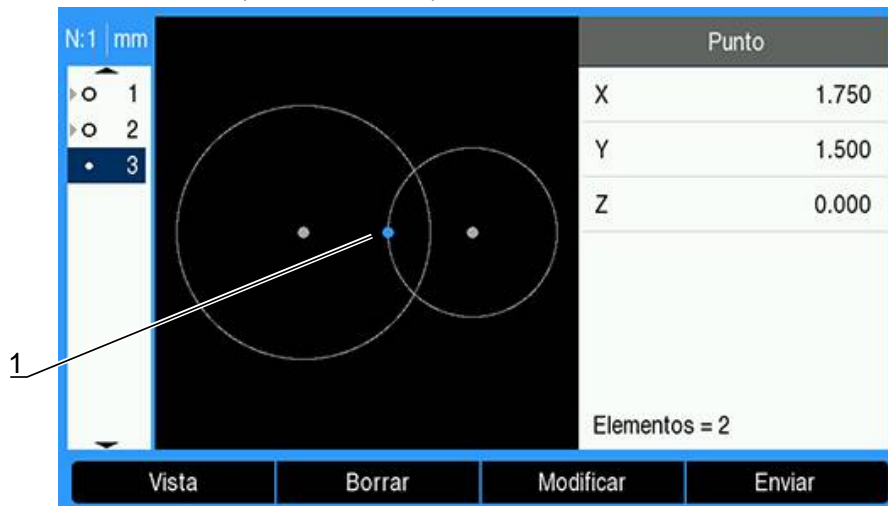 N:1 mm
Punto
1
2
3
X 1.750
Y 1.500
Z 0.000
1
Elementos = 2
Vista Borrar Modificar Enviar